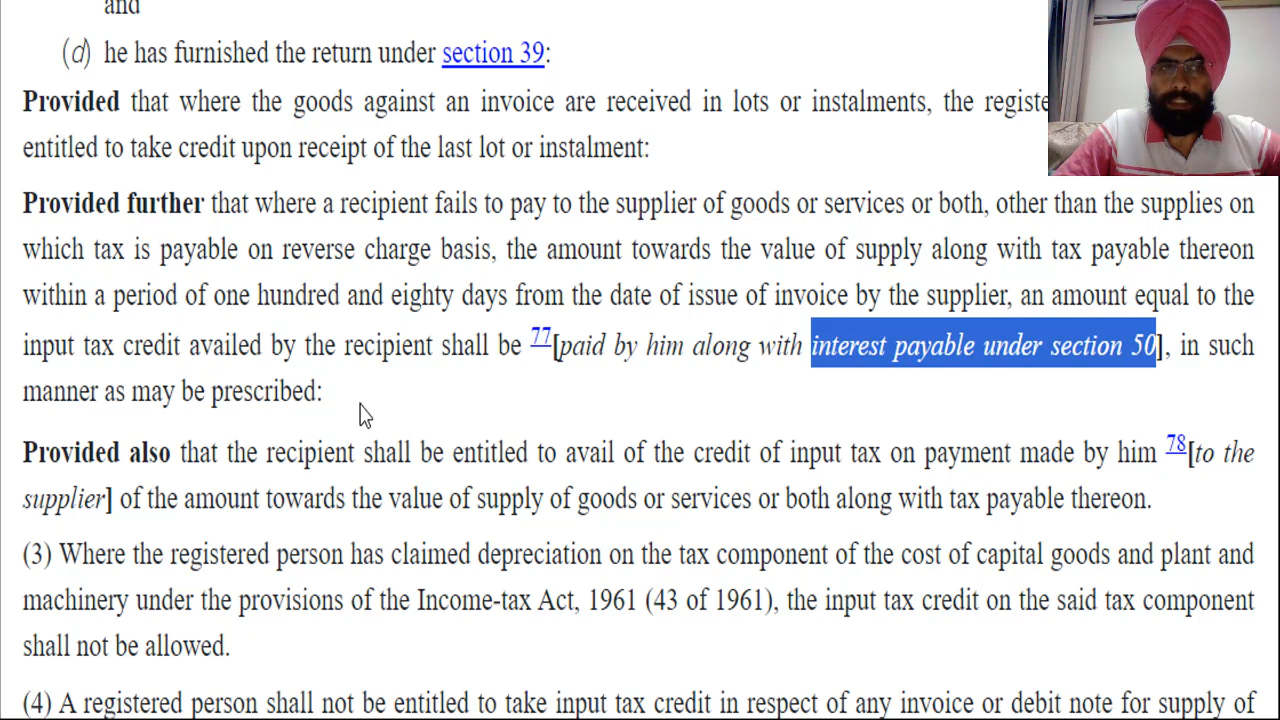 and
(d) he has furnished the return under section 39:
Provided that where the goods against an invoice are received in lots or instalments, the registe
entitled to take credit upon receipt of the last lot or instalment:
Provided further that where a recipient fails to pay to the supplier of goods or services or both, other than the supplies on
which tax is payable on reverse charge basis, the amount towards the value of supply along with tax payable thereon
within a period of one hundred and eighty days from the date of issue of invoice by the supplier, an amount equal to the
input tax credit availed by the recipient shall be 77[paid by him along with interest payable under section 50], in such
manner as may be prescribed:
Provided also that the recipient shall be entitled to avail of the credit of input tax on payment made by him 78[to the
supplier] of the amount towards the value of supply of goods or services or both along with tax payable thereon.
(3) Where the registered person has claimed depreciation on the tax component of the cost of capital goods and plant and
machinery under the provisions of the Income-tax Act, 1961 (43 of 1961), the input tax credit on the said tax component
shall not be allowed.
(4) A registered person shall not be entitled to take input tax credit in respect of any invoice or debit note for supply of